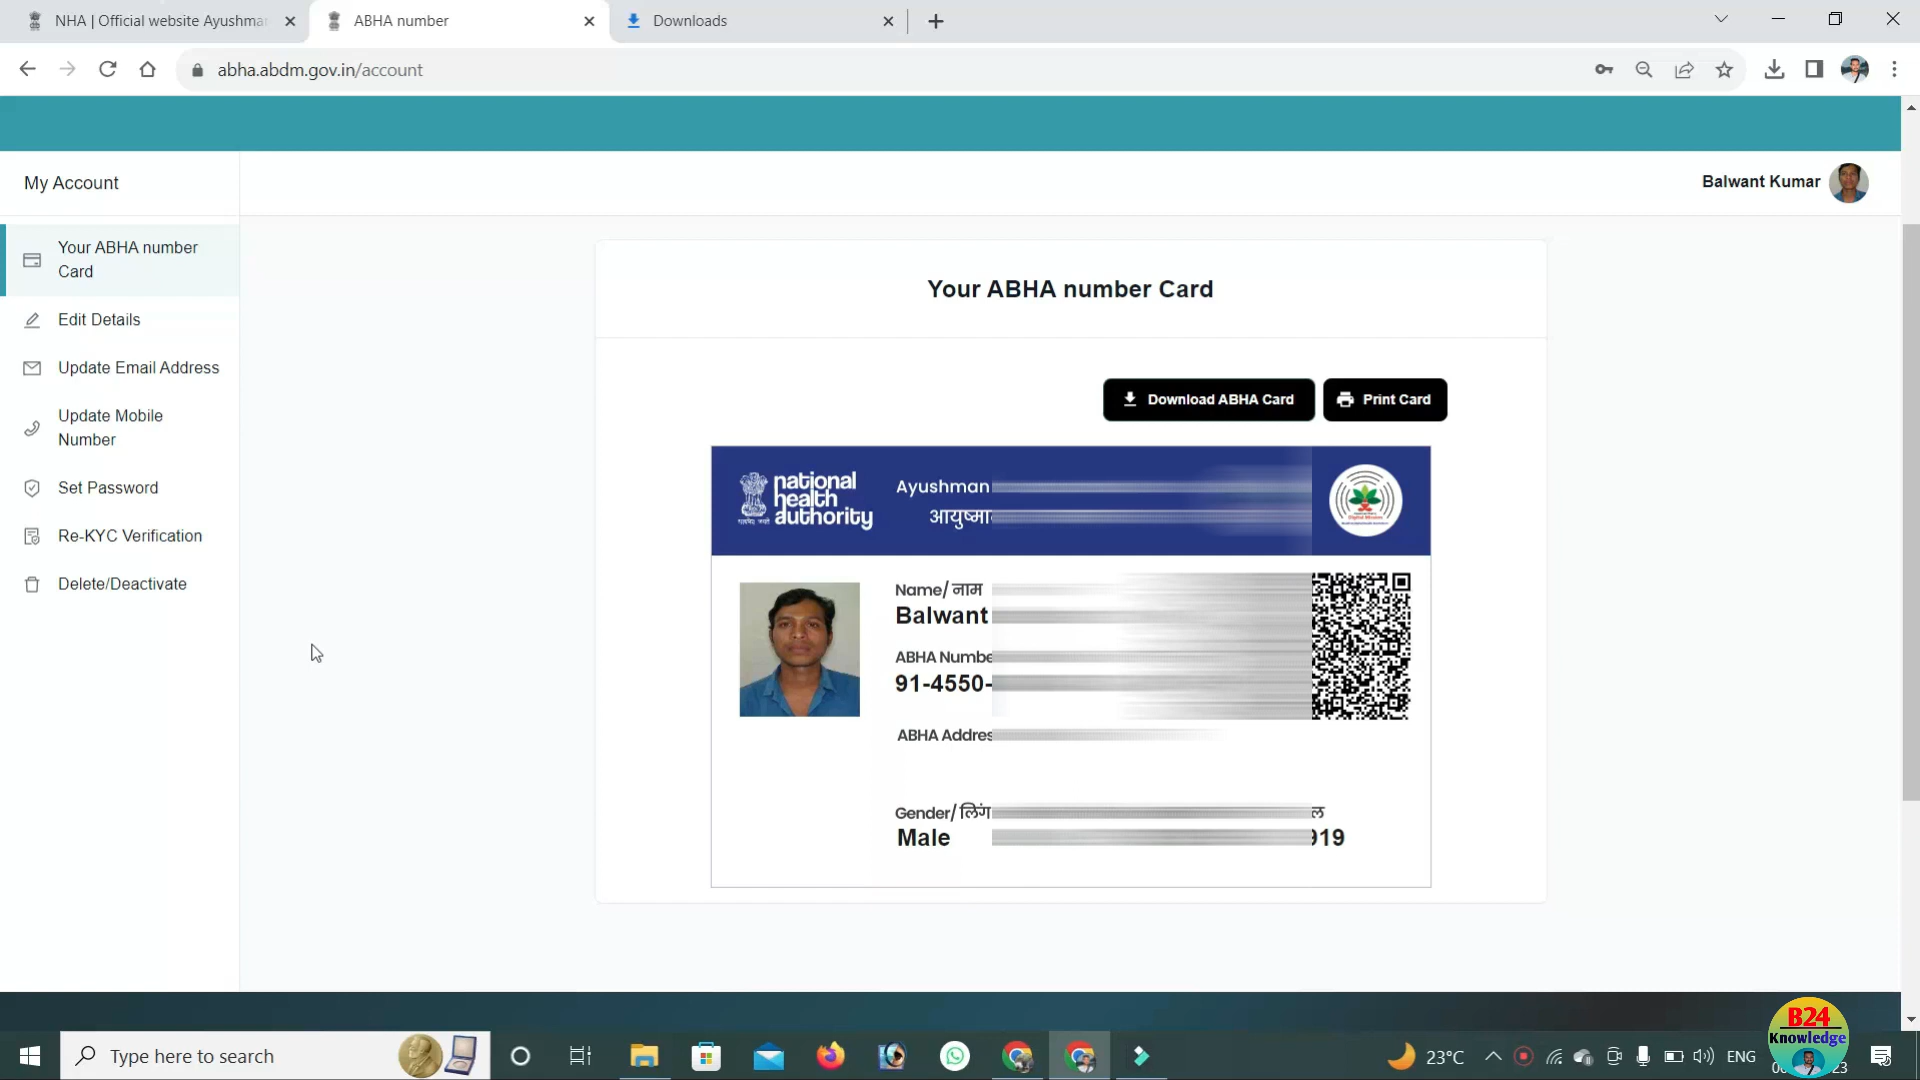 NHA | Official website Ayushma
ABHA number
Downloads
abha.abdm.gov.in/account
My Account
Balwant Kumar
Your ABHA number
Card
Edit Details
Update Email Address
Update Mobile
Number
Set Password
Re-KYC Verification
Delete/Deactivate
Your ABHA number Card
Download ABHA Card
Print Card
national
health
authority
Ayushman
आयुष्मा
Name/ नाम
Balwant
ABHA Numbe
91-4550-
ABHA Addres
Gender/ लिंग
Male
919
Type here to search
23°C
ENG
B24
Knowledge